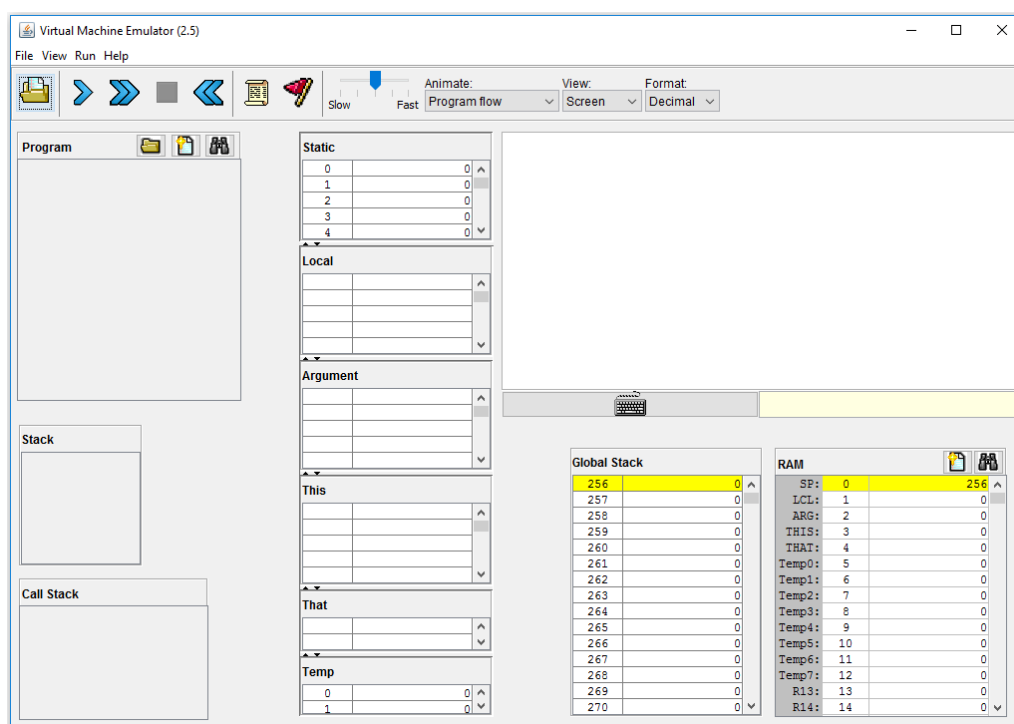 Virtual Machine Emulator (2.5)
File View Run Help
Animate: View: Format:
Slow Fast Program flow Screen Decimal
Program
Static
0 0
1 0
2 0
3 0
4 0
Local
Argument
Stack
This
Call Stack
That
Temp
0 0
1 0
Global Stack
256 0
257 0
258 0
259 0
260 0
261 0
262 0
263 0
264 0
265 0
266 0
267 0
268 0
269 0
270 0
RAM
SP: 0 256
LCL: 1 0
ARG: 2 0
THIS: 3 0
THAT: 4 0
Temp0: 5 0
Temp1: 6 0
Temp2: 7 0
Temp3: 8 0
Temp4: 9 0
Temp5: 10 0
Temp6: 11 0
Temp7: 12 0
R13: 13 0
R14: 14 0